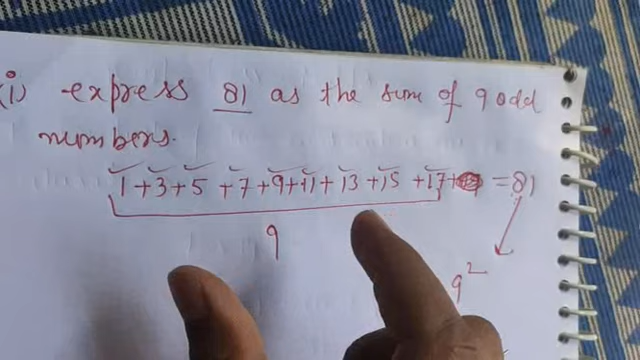 (i) express 81 as the sum of 9 odd
numbers.
1+3+5+7+9+11+13+15+17+ =81
9
9²